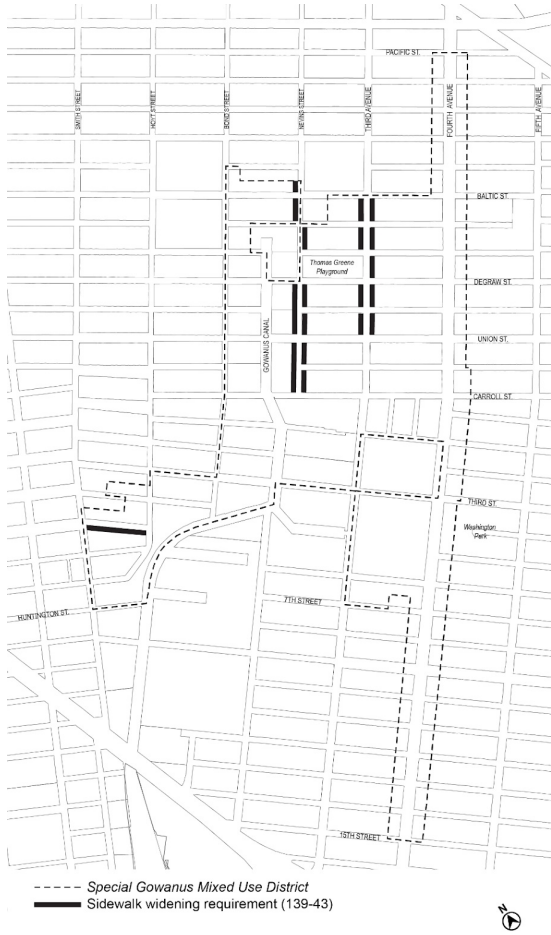 PACIFIC ST.
SMITH STREET
HOYT STREET
BOND STREET
NEVINS STREET
THIRD AVENUE
FOURTH AVENUE
FIFTH AVENUE
BALTIC ST.
Thomas Greene
Playground
DEGRAW ST.
GOWANUS CANAL
UNION ST.
CARROLL ST.
THIRD ST.
Washington
Park
7TH STREET
HUNTINGTON ST.
15TH STREET
Special Gowanus Mixed Use District
Sidewalk widening requirement (139-43)
N